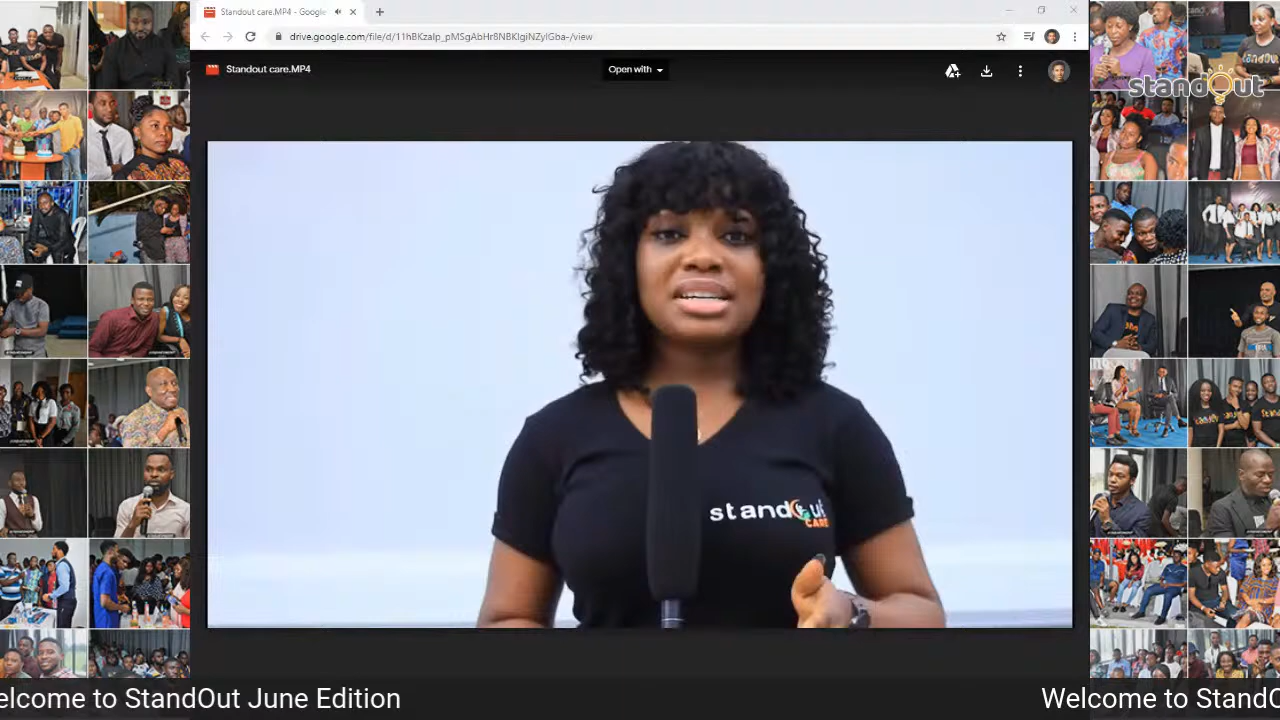 Standout care.MP4 - Google
drive.google.com/file/d/11hBKzaIp_pMSgAbHr8NBKlgiNZyIGba-/view
Standout care.MP4
Open with
standOut
standOut
CARE
elcome to StandOut June Edition
Welcome to StandO